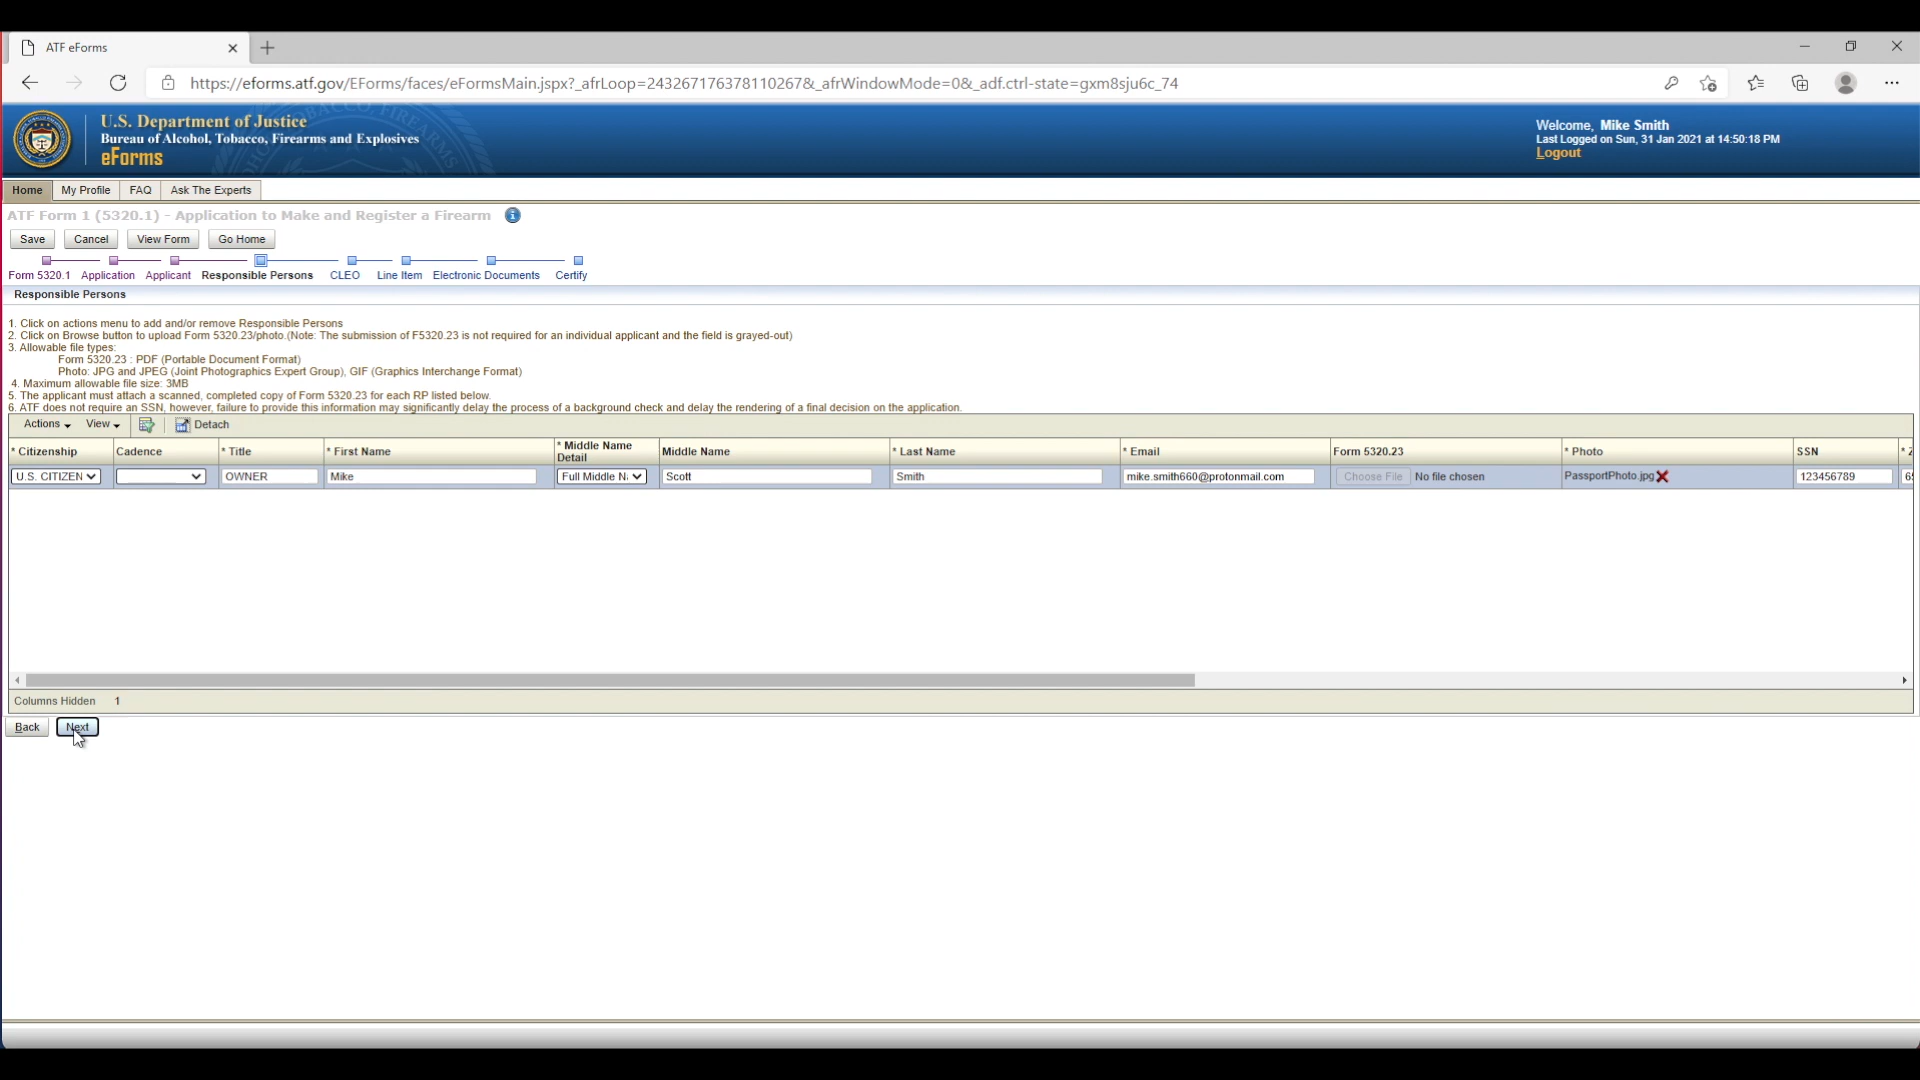 ATF eForms
https://eforms.atf.gov/EForms/faces/eFormsMain.jspx?_afrLoop=2432671763781102​67&_afrWindowMode=0&_adf.ctrl-state=gxm8sju6c_74
U.S. Department of Justice
Bureau of Alcohol, Tobacco, Firearms and Explosives
eForms
Welcome, Mike Smith
Last Logged on Sun, 31 Jan 2021 at 14:50:18 PM
Logout
Home My Profile FAQ Ask The Experts
ATF Form 1 (5320.1) - Application to Make and Register a Firearm
Save Cancel View Form Go Home
Form 5320.1 Application Applicant Responsible Persons CLEO Line Item Electronic Documents Certify
Responsible Persons
1. Click on actions menu to add and/or remove Responsible Persons
2. Click on Browse button to upload Form 5320.23/photo.(Note: The submission of F5320.23 is not required for an individual applicant and the field is grayed-out)
3. Allowable file types:
Form 5320.23 : PDF (Portable Document Format)
Photo: JPG and JPEG (Joint Photographics Expert Group), GIF (Graphics Interchange Format)
4. Maximum allowable file size: 3MB
5. The applicant must attach a scanned, completed copy of Form 5320.23 for each RP listed below.
6. ATF does not require an SSN, however, failure to provide this information may significantly delay the process of a background check and delay the rendering of a final decision on the application.
Actions View Detach
* Citizenship Cadence * Title * First Name * Middle Name Detail Middle Name * Last Name * Email Form 5320.23 * Photo SSN
U.S. CITIZEN OWNER Mike Full Middle N Scott Smith mike.smith660@protonmail.com Choose File No file chosen PassportPhoto.jpg 123456789
Columns Hidden 1
Back Next